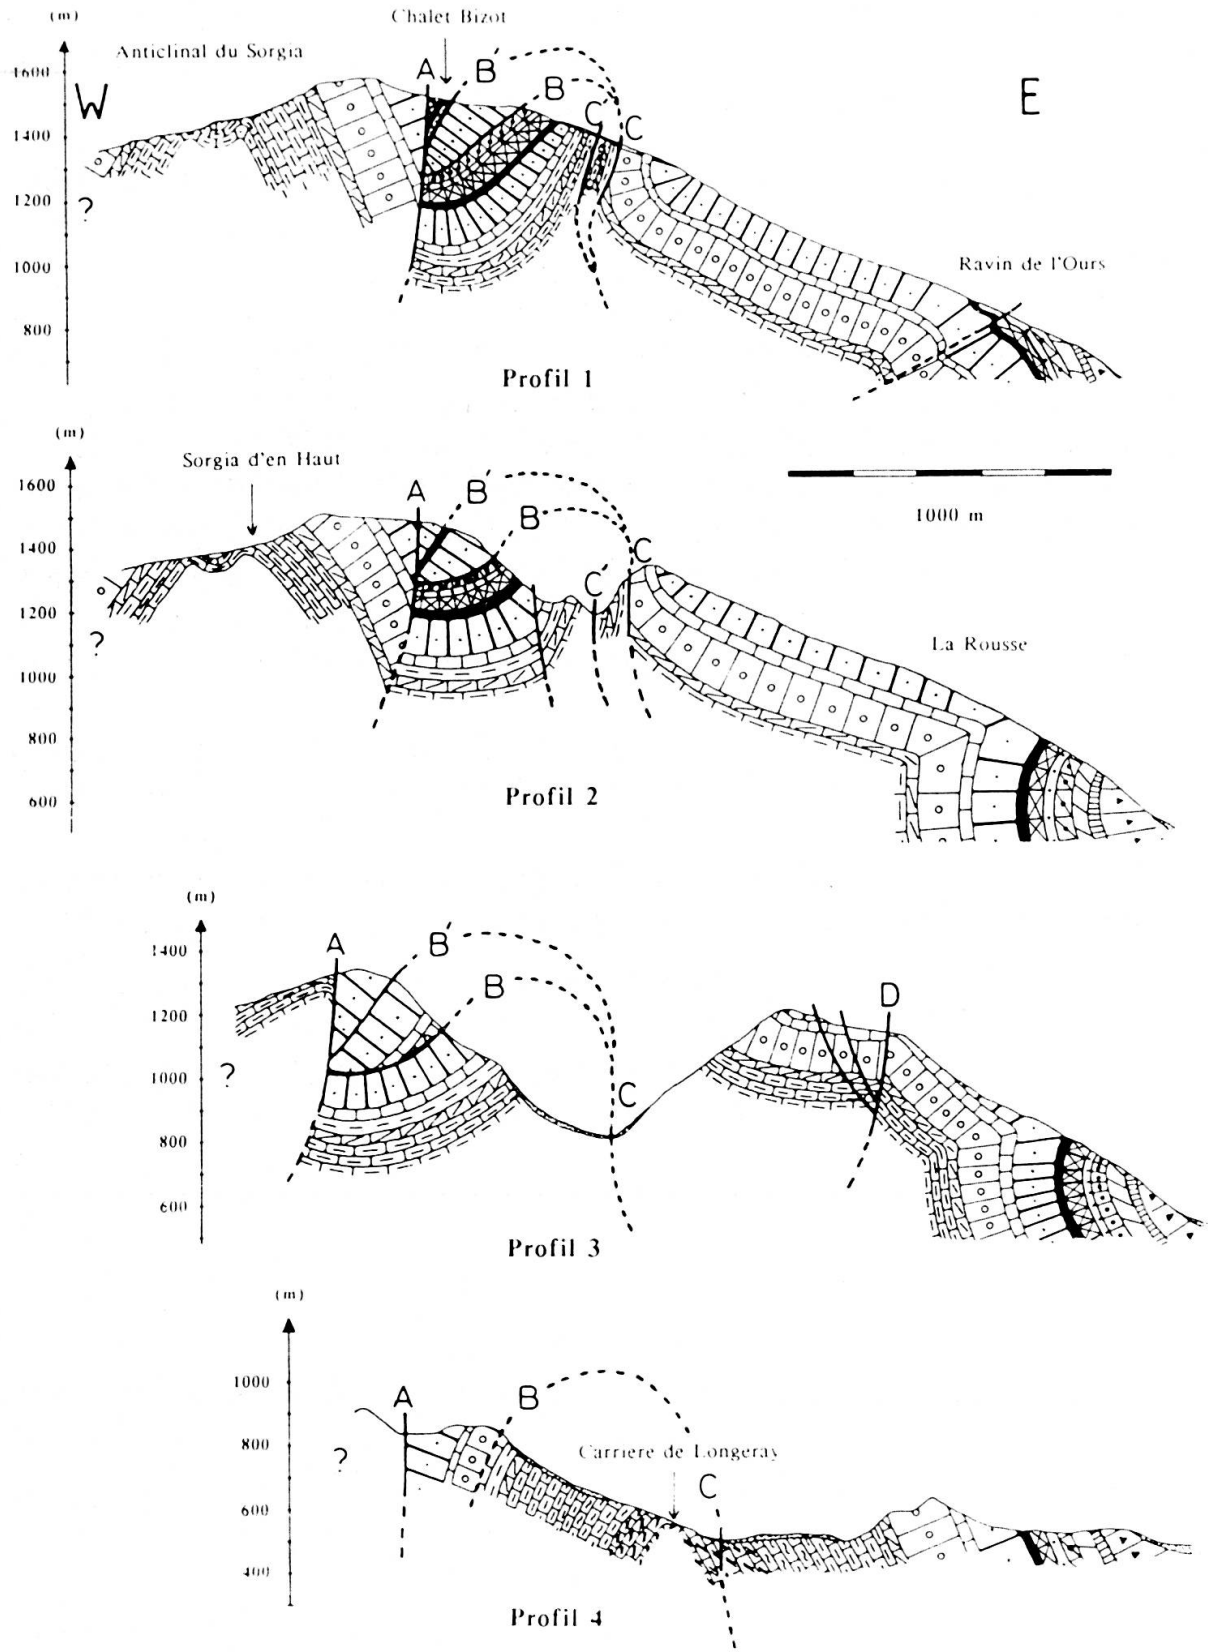 (m)
Chalet Bizot
Anticlinal du Sorgia
A B' B C' C
W E
1600
1400
1200
?
1000
800
Ravin de l'Ours
Profil 1
(m)
Sorgia d'en Haut
1600
A B' B C' C
1000 m
1400
1200
?
1000
La Rousse
800
600
Profil 2
(m)
1400
A B' B D
1200
1000
?
C
800
600
Profil 3
(m)
1000
A B
800
?
Carriere de Longeray
C
600
400
Profil 4